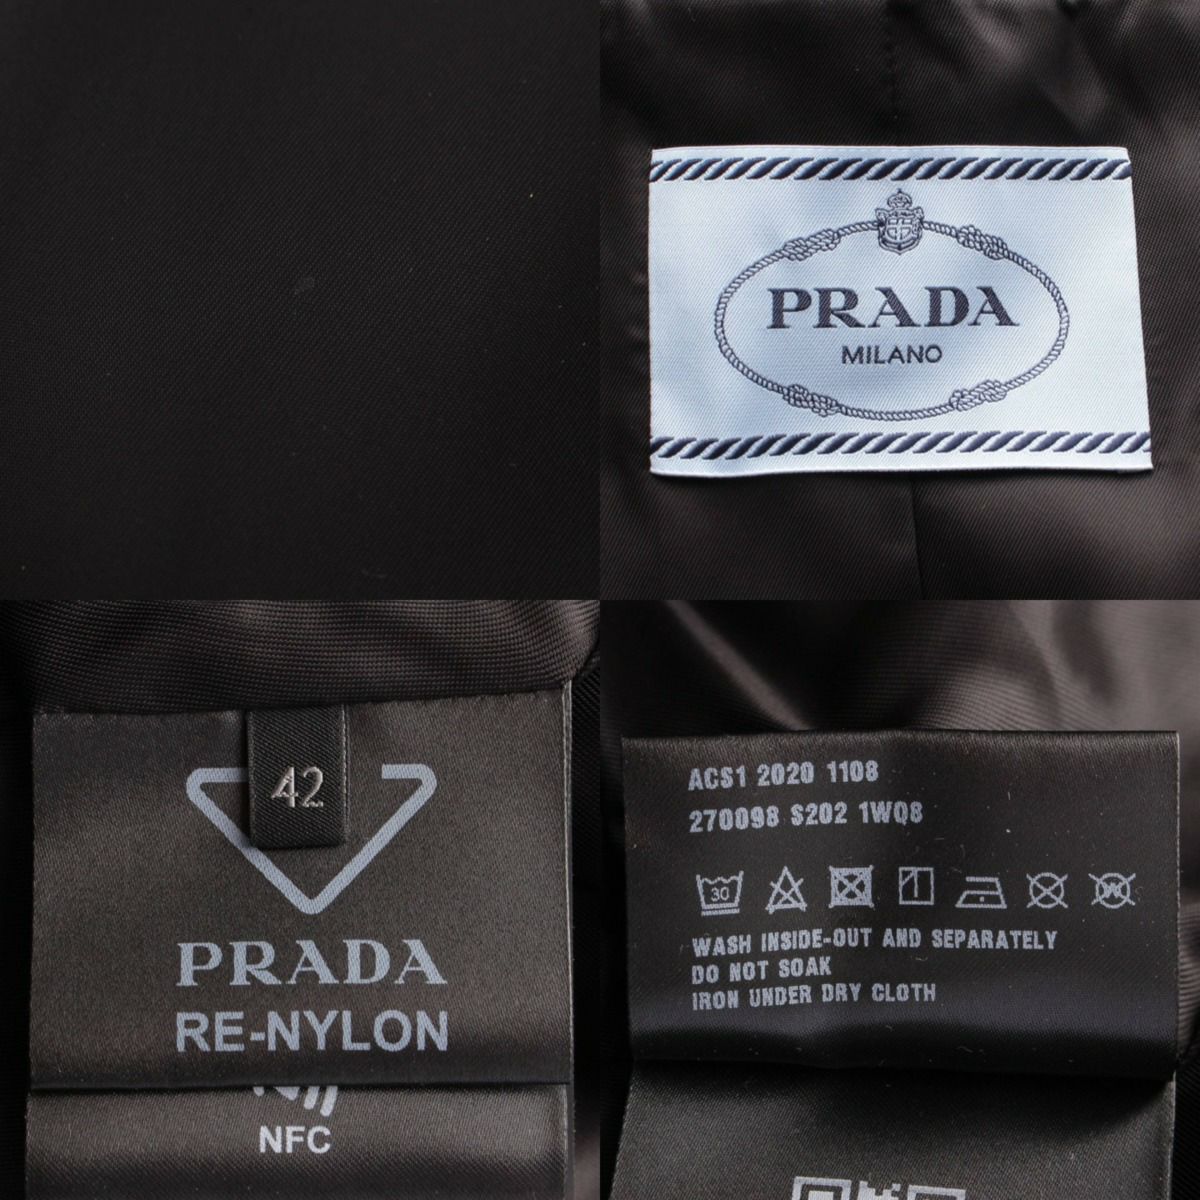 PRADA
MILANO
42
PRADA
RE-NYLON
NFC
ACS1 2020 1108
270098 S202 1WQ8
30
W
WASH INSIDE-OUT AND SEPARATELY
DO NOT SOAK
IRON UNDER DRY CLOTH